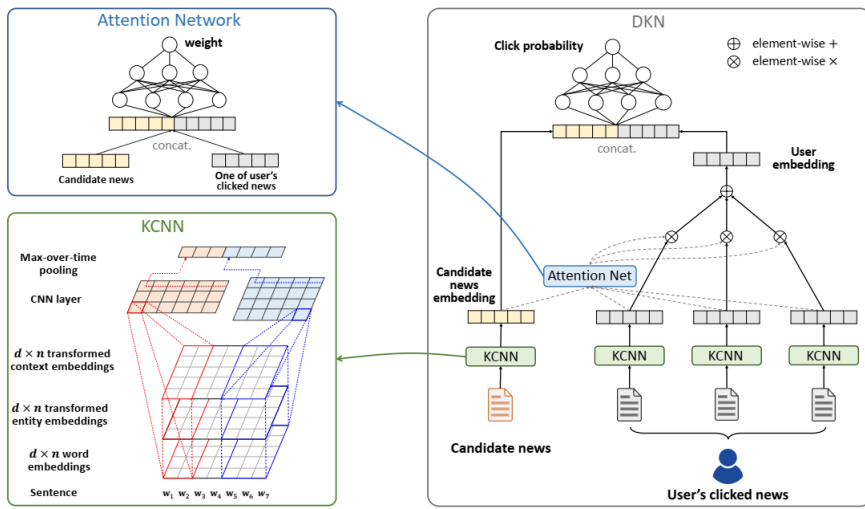 Attention Network
weight
concat.
Candidate news
One of user's
clicked news
KCNN
Max-over-time
pooling
CNN layer
d × n transformed
context embeddings
d × n transformed
entity embeddings
d × n word
embeddings
Sentence
w₁ w₂ w₃ w₄ w₅ w₆ w₇
DKN
Click probability
⊕ element-wise +
⊗ element-wise ×
concat.
User
embedding
Attention Net
Candidate
news
embedding
KCNN
KCNN
KCNN
KCNN
Candidate news
User's clicked news